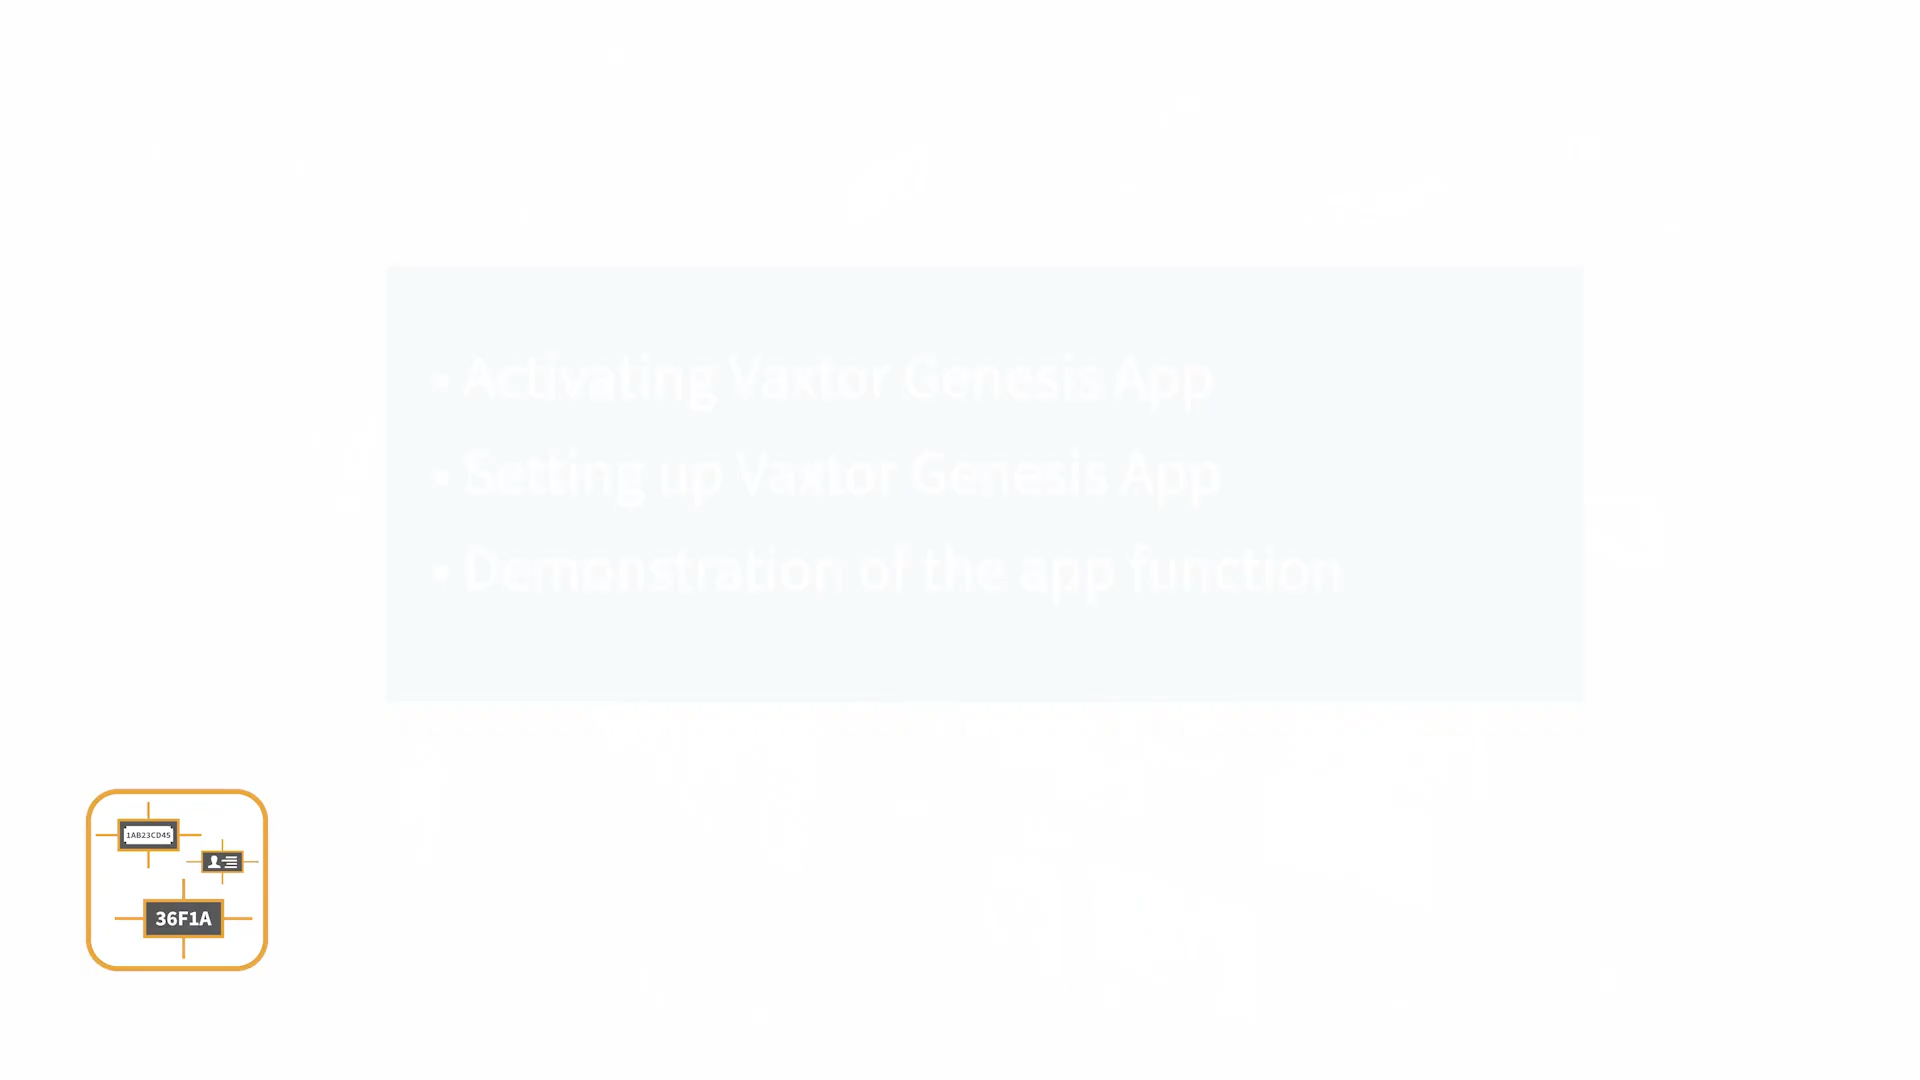 ▪ Activating Vaxtor Genesis App
▪ Setting up Vaxtor Genesis App
▪ Demonstration of the app function
1AB23CD45
36F1A